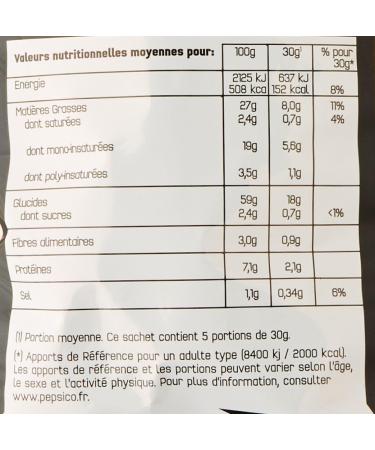 Valeurs nutritionnelles moyennes pour: 100g 30g¹ % pour 30g*
Energie 2125 kJ 637 kJ
508 kca 152 kcal 8%
Matières Grasses 27g 8,0g 11%
dont saturées 2,4g 0,7g 4%
dont mono-insaturées 19g 5,6g
dont poly-insaturées 3,5g 1,1g
Glucides 59g 18g
dont sucres 2,4g 0,7g <1%
Fibres alimentaires 3,0g 0,9g
Protéines 7,1g 2,1g
Sel 1,1g 0,34g 6%
(1) Portion moyenne. Ce sachet contient 5 portions de 30g.
(*) Apports de Référence pour un adulte type (8400 kj / 2000 kcal).
Les apports de référence et les portions peuvent varier selon l'âge,
le sexe et l'activité physique. Pour plus d'information, consulter
www.pepsico.fr.